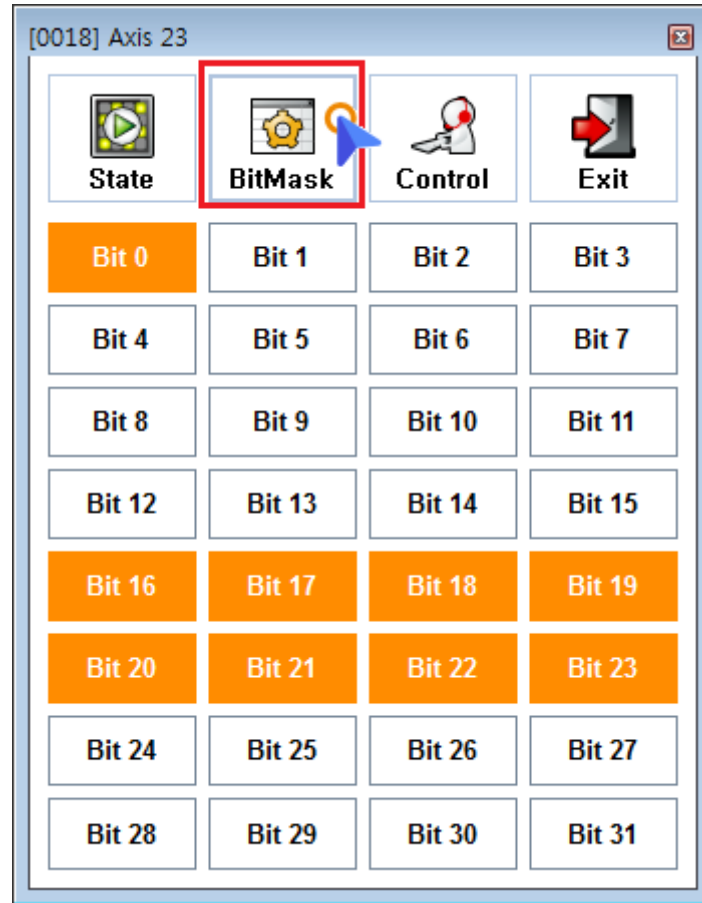 [0018] Axis 23
State BitMask Control Exit
Bit 0 Bit 1 Bit 2 Bit 3
Bit 4 Bit 5 Bit 6 Bit 7
Bit 8 Bit 9 Bit 10 Bit 11
Bit 12 Bit 13 Bit 14 Bit 15
Bit 16 Bit 17 Bit 18 Bit 19
Bit 20 Bit 21 Bit 22 Bit 23
Bit 24 Bit 25 Bit 26 Bit 27
Bit 28 Bit 29 Bit 30 Bit 31